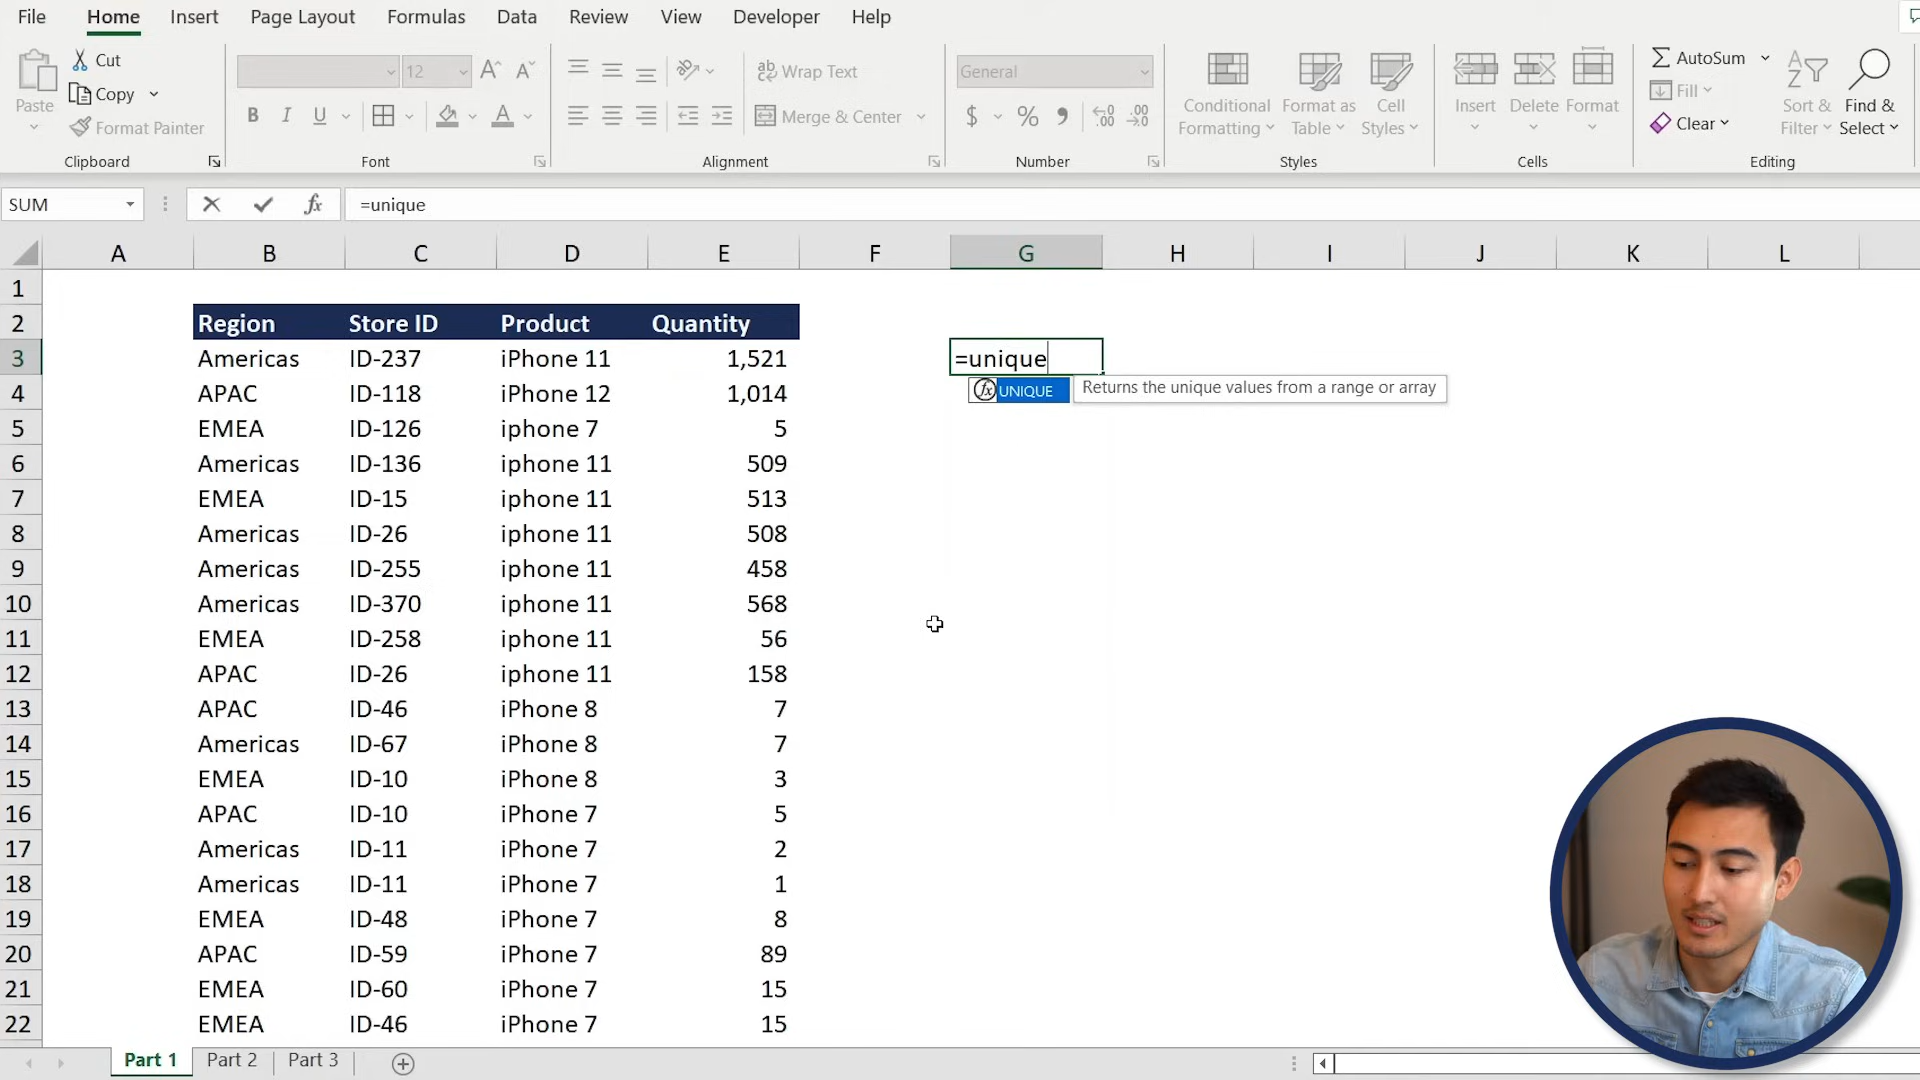 File Home Insert Page Layout Formulas Data Review View Developer Help
Paste
Cut
Copy
Format Painter
Clipboard
12
B I U
Font
Wrap Text
Merge & Center
Alignment
General
$ % 9
Number
Conditional Formatting
Format as Table
Cell Styles
Styles
Insert Delete Format
Cells
AutoSum
Fill
Clear
Sort & Filter
Find & Select
Editing
SUM fx =unique
A B C D E F G H I J K L
1
2 Region Store ID Product Quantity
3 Americas ID-237 iPhone 11 1,521 =unique
fx UNIQUE Returns the unique values from a range or array
4 APAC ID-118 iPhone 12 1,014
5 EMEA ID-126 iphone 7 5
6 Americas ID-136 iphone 11 509
7 EMEA ID-15 iphone 11 513
8 Americas ID-26 iphone 11 508
9 Americas ID-255 iphone 11 458
10 Americas ID-370 iphone 11 568
11 EMEA ID-258 iphone 11 56
12 APAC ID-26 iphone 11 158
13 APAC ID-46 iPhone 8 7
14 Americas ID-67 iPhone 8 7
15 EMEA ID-10 iPhone 8 3
16 APAC ID-10 iPhone 7 5
17 Americas ID-11 iPhone 7 2
18 Americas ID-11 iPhone 7 1
19 EMEA ID-48 iPhone 7 8
20 APAC ID-59 iPhone 7 89
21 EMEA ID-60 iPhone 7 15
22 EMEA ID-46 iPhone 7 15
Part 1 Part 2 Part 3